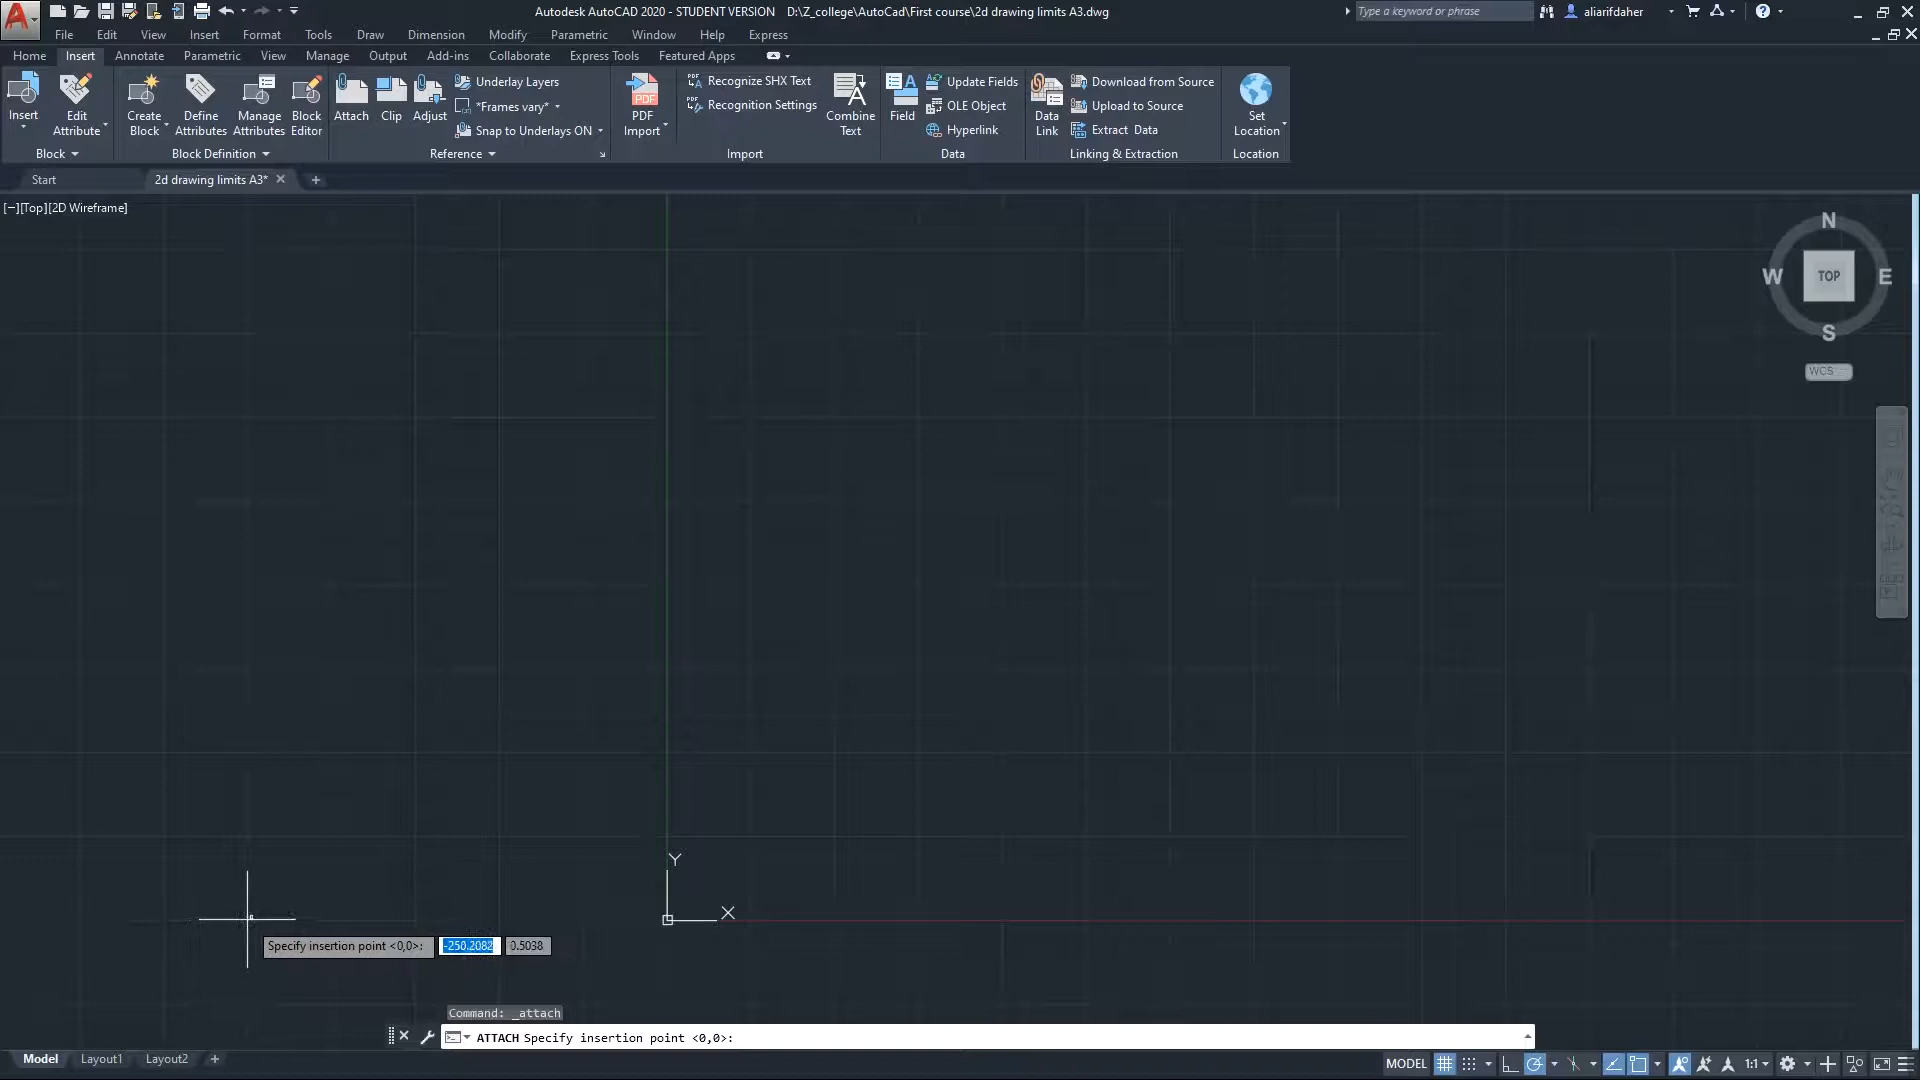 Autodesk AutoCAD 2020 - STUDENT VERSION D:\Z_college\AutoCad\First course\2d drawing limits A3.dwg
Type a keyword or phrase
aliarifdaher
File Edit View Insert Format Tools Draw Dimension Modify Parametric Window Help Express
Home Insert Annotate Parametric View Manage Output Add-ins Collaborate Express Tools Featured Apps
Insert
Edit Attribute
Block
Create Block
Define Attributes
Manage Attributes
Block Editor
Block Definition
Attach
Clip
Adjust
Underlay Layers
*Frames vary*
Snap to Underlays ON
Reference
PDF
PDF Import
Recognize SHX Text
Recognition Settings
Combine Text
Import
Field
Update Fields
OLE Object
Hyperlink
Data
Data Link
Download from Source
Upload to Source
Extract Data
Linking & Extraction
Set Location
Location
Start
2d drawing limits A3*
[−][Top][2D Wireframe]
N
W TOP E
S
WCS
Y
X
Specify insertion point <0,0>: -250.2082 0.5038
Command: _attach
ATTACH Specify insertion point <0,0>:
Model Layout1 Layout2
MODEL 1:1